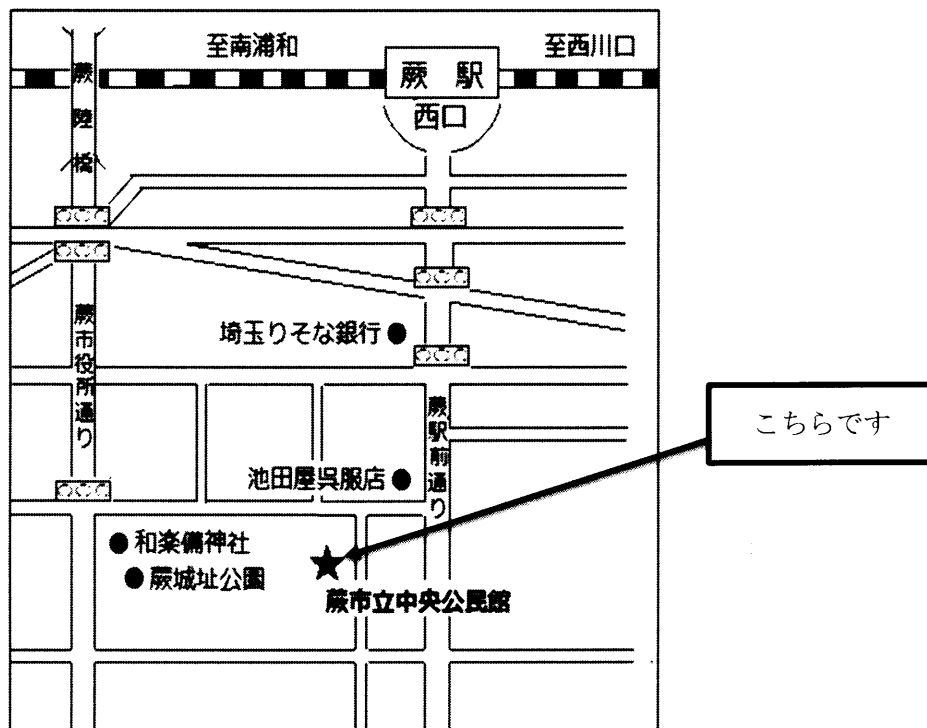 至南浦和
至西川口
蕨 駅
西口
蕨陸橋
埼玉りそな銀行
蕨市役所通り
蕨駅前通り
こちらです
池田屋呉服店
和楽備神社
蕨城址公園
蕨市立中央公民館